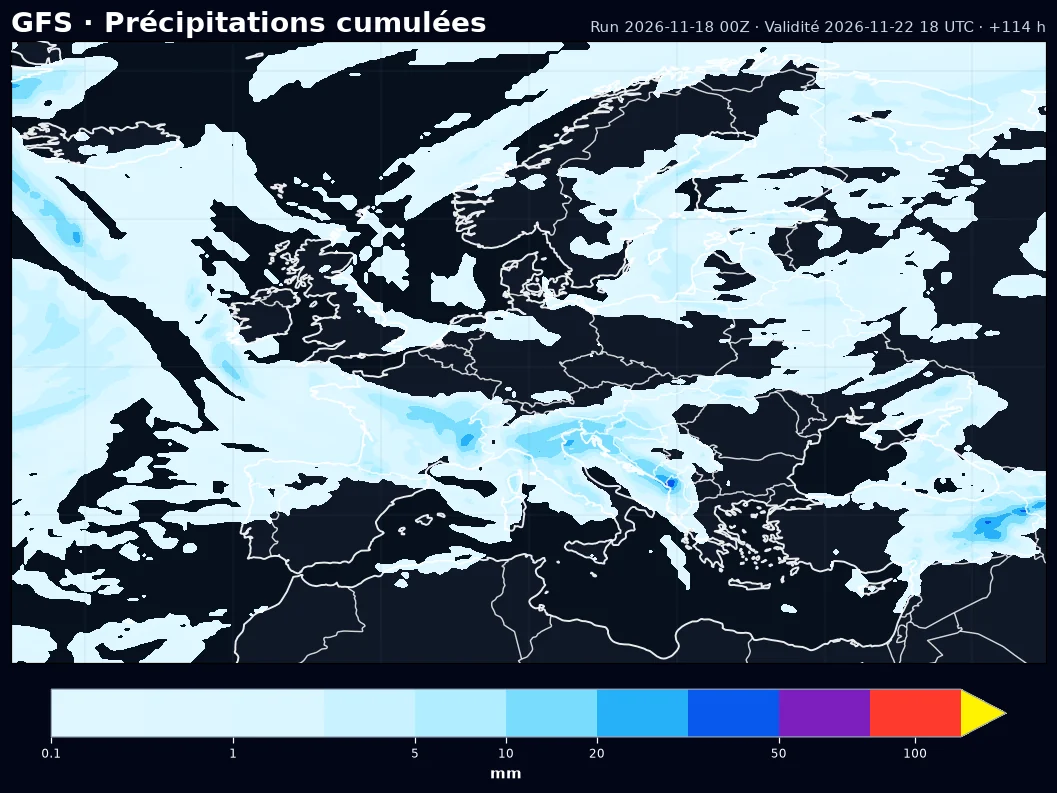 GFS · Précipitations cumulées
Run 2026-11-18 00Z · Validité 2026-11-22 18 UTC · +114 h
0.1 1 5 10 20 50 100
mm